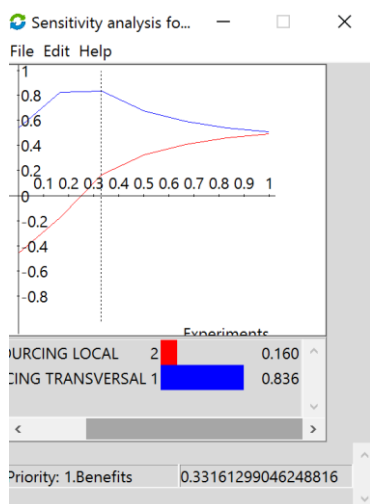 Sensitivity analysis fo...
File Edit Help
1
0.8
0.6
0.4
0.2
0.1 0.2 0.3 0.4 0.5 0.6 0.7 0.8 0.9 1
0
-0.2
-0.4
-0.6
-0.8
Experiments
OURCING LOCAL 2 0.160
CING TRANSVERSAL 1 0.836
Priority: 1.Benefits 0.33161299046248816